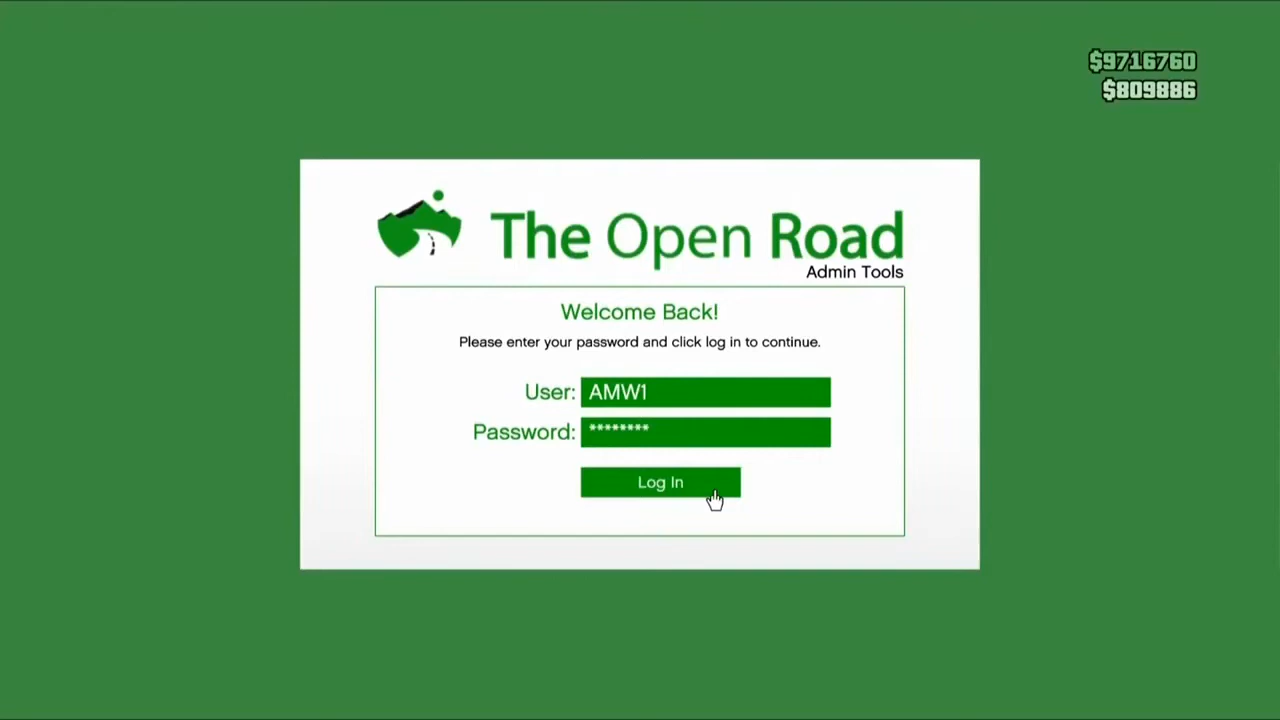 $9716760
$809886
The Open Road
Admin Tools
Welcome Back!
Please enter your password and click log in to continue.
User: AMW1
Password: ********
Log In